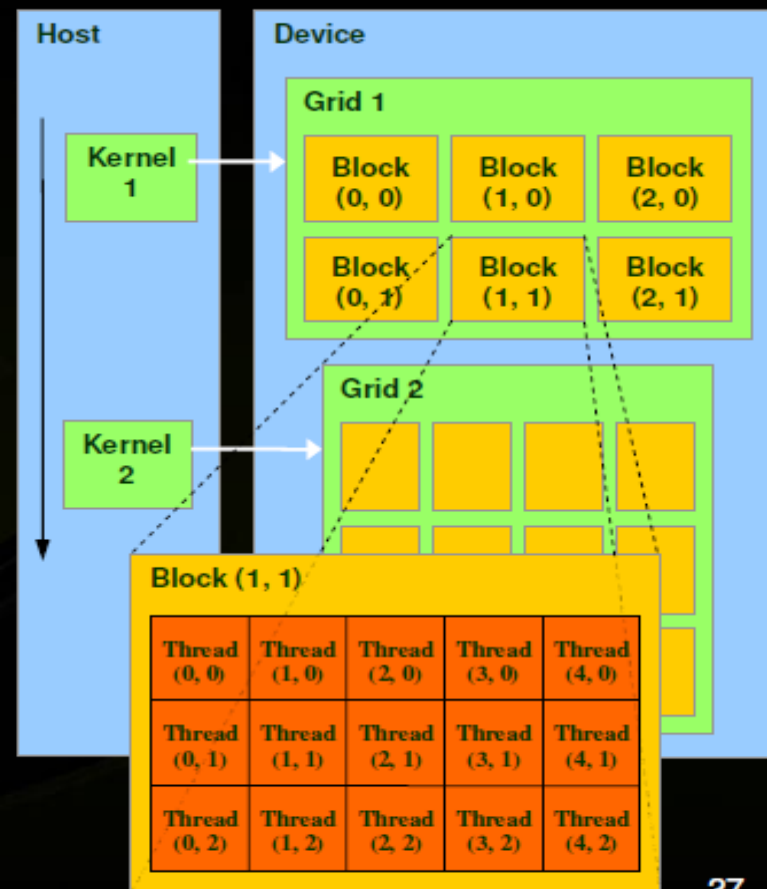 Host
Device
Grid 1
Kernel
1
Block
(0, 0)
Block
(1, 0)
Block
(2, 0)
Block
(0, 1)
Block
(1, 1)
Block
(2, 1)
Grid 2
Kernel
2
Block (1, 1)
Thread
(0, 0)
Thread
(1, 0)
Thread
(2, 0)
Thread
(3, 0)
Thread
(4, 0)
Thread
(0, 1)
Thread
(1, 1)
Thread
(2, 1)
Thread
(3, 1)
Thread
(4, 1)
Thread
(0, 2)
Thread
(1, 2)
Thread
(2, 2)
Thread
(3, 2)
Thread
(4, 2)
27